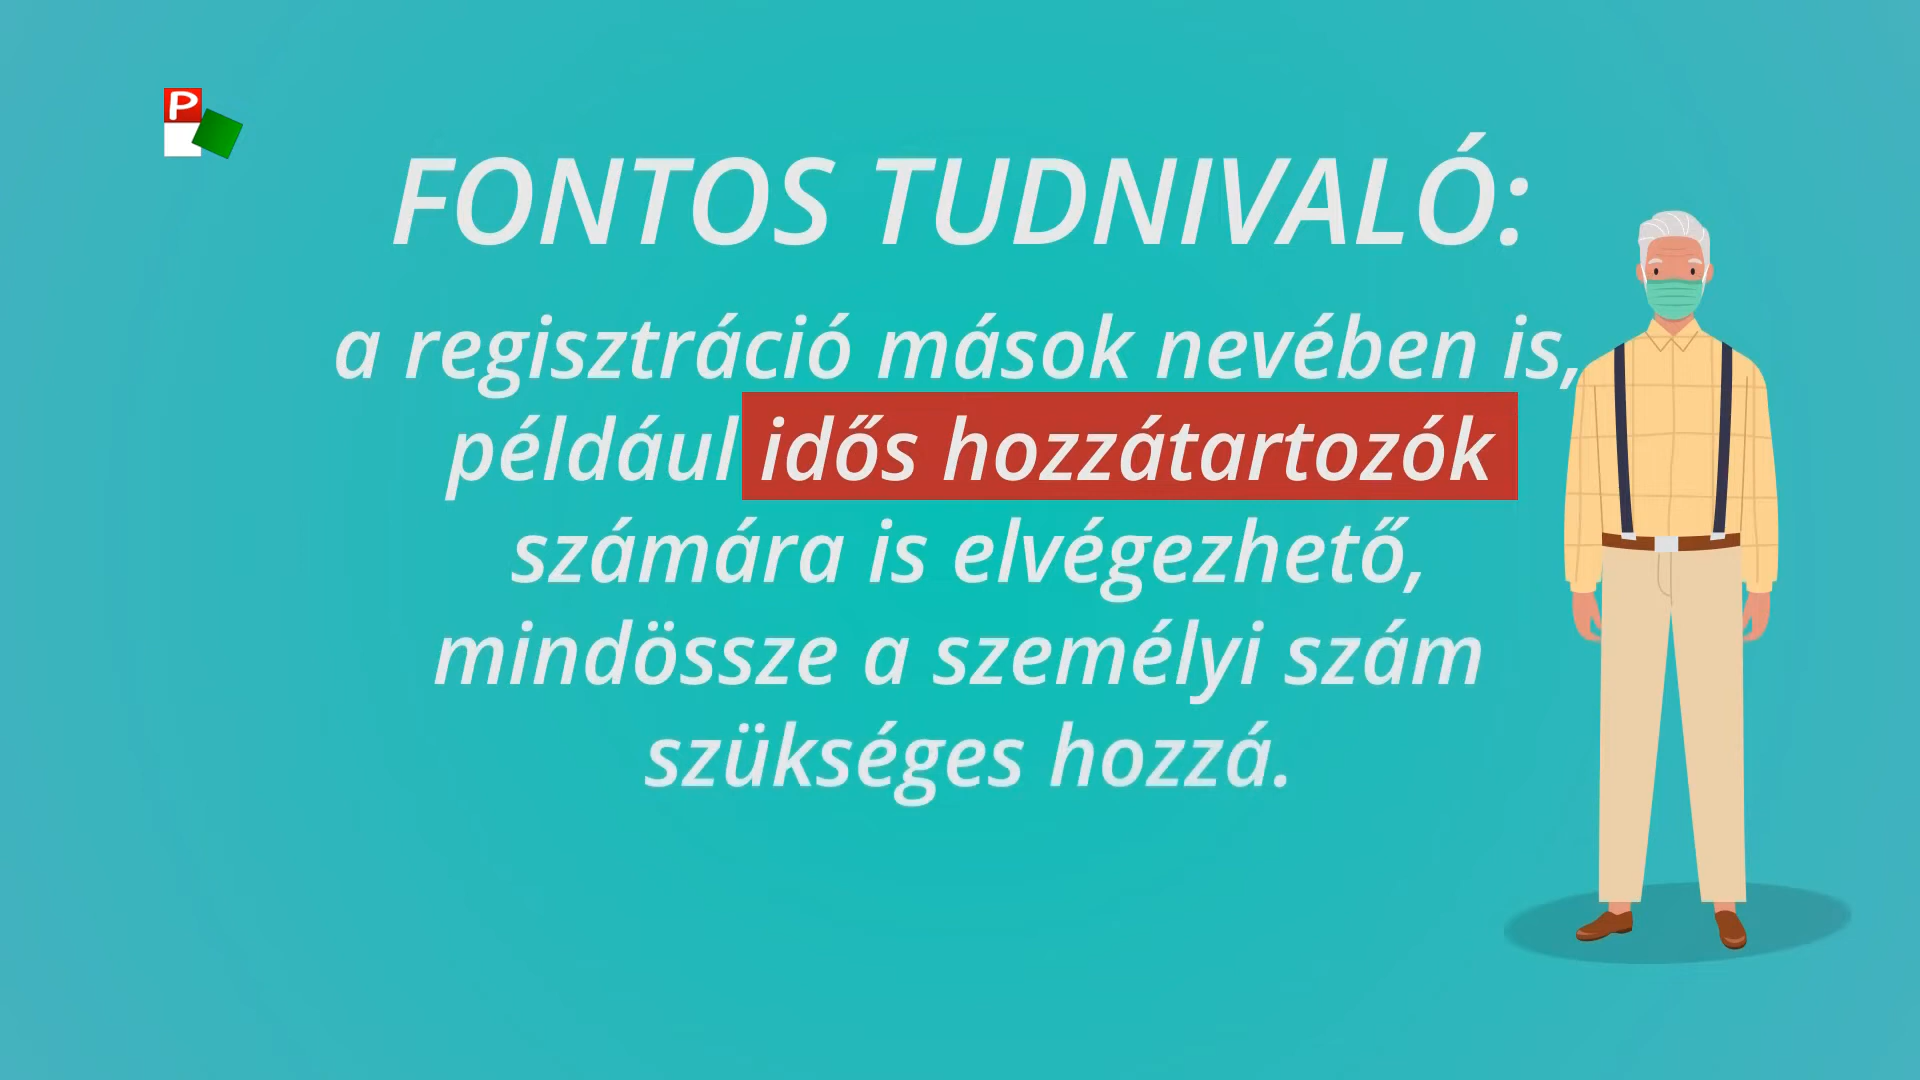 P
FONTOS TUDNIVALÓ:
a regisztráció mások nevében is,
például idős hozzátartozók
számára is elvégezhető,
mindössze a személyi szám
szükséges hozzá.